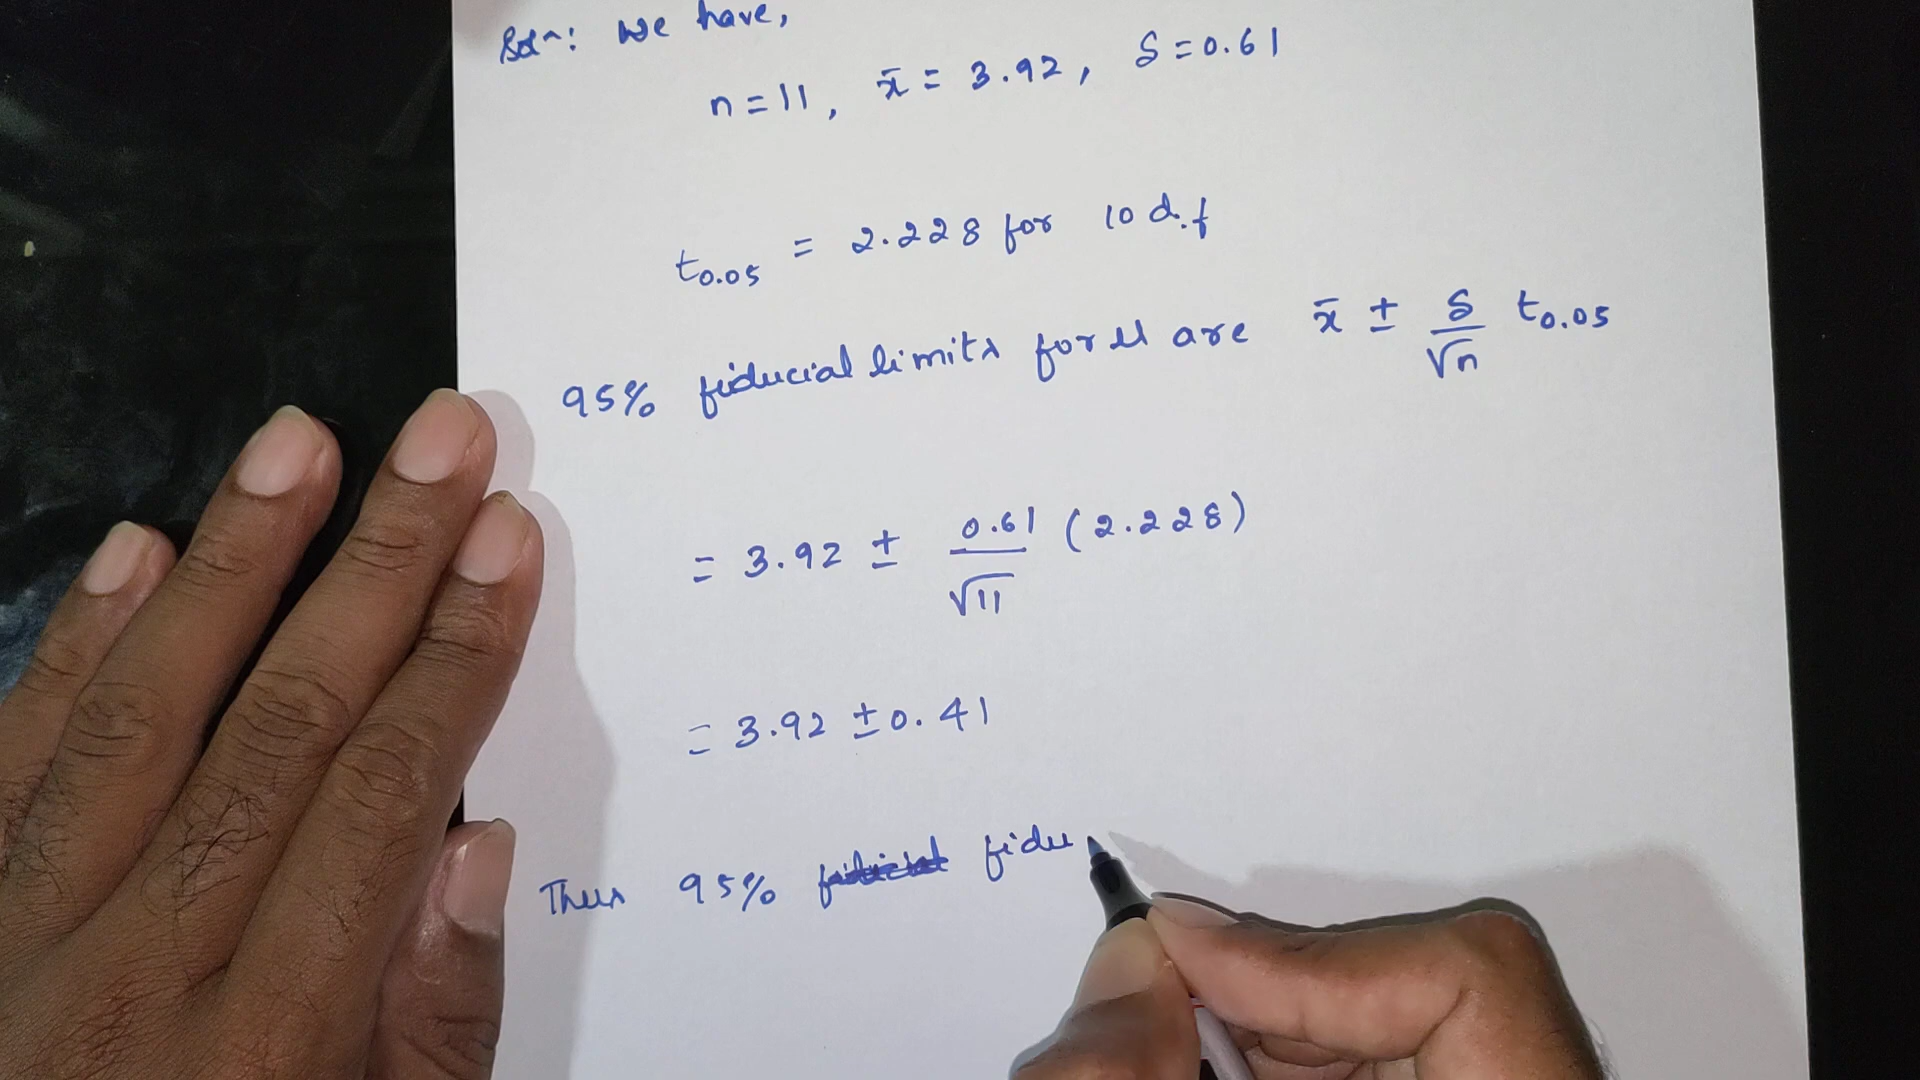 Soln: we have,
n = 11, x̄ = 3.92, S = 0.61
t0.05 = 2.228 for 10 d.f
95% fiducial limits for μ are x̄ ± S/√n t0.05
= 3.92 ± 0.61/√11 (2.228)
= 3.92 ± 0.41
Thus 95% fidu